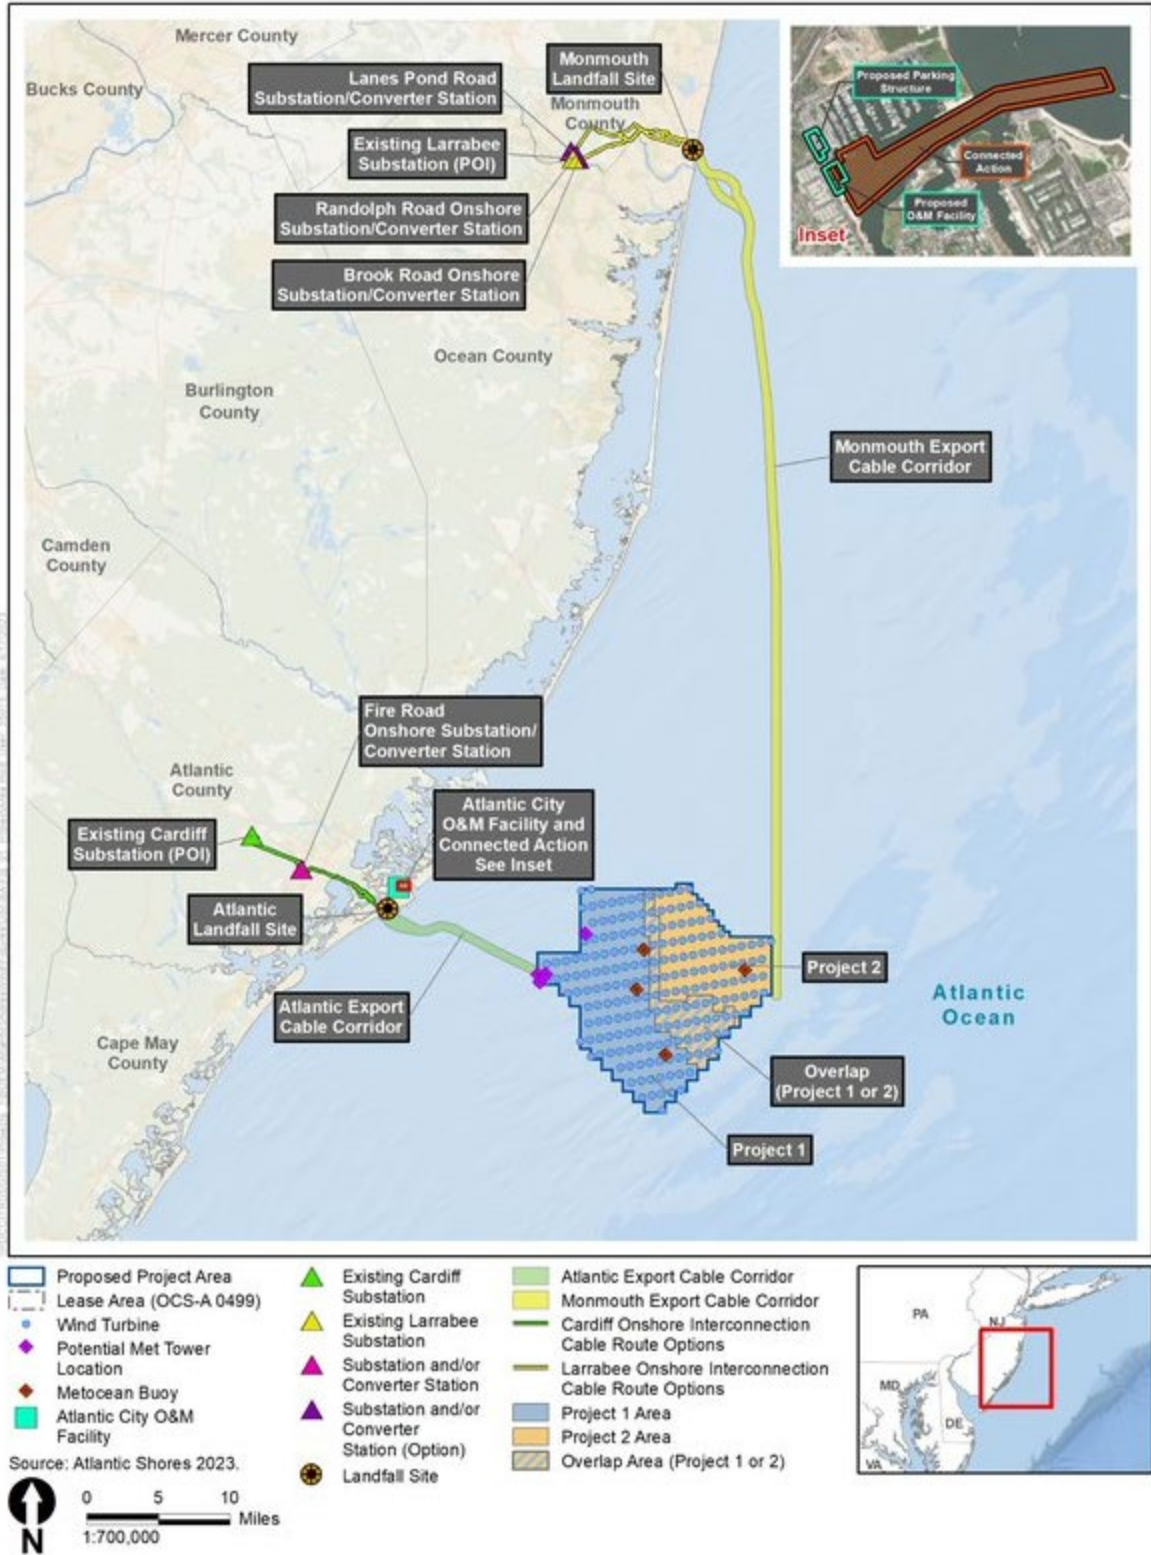 Mercer County
Bucks County
Lanes Pond Road
Substation/Converter Station
Monmouth
Landfall Site
Monmouth
County
Existing Larrabee
Substation (POI)
Randolph Road Onshore
Substation/Converter Station
Brook Road Onshore
Substation/Converter Station
Proposed Parking
Structure
Connected
Action
Proposed
O&M Facility
Inset
Ocean County
Burlington
County
Monmouth Export
Cable Corridor
Camden
County
Fire Road
Onshore Substation/
Converter Station
Atlantic
County
Atlantic City
O&M Facility and
Connected Action
See Inset
Existing Cardiff
Substation (POI)
Atlantic
Landfall Site
Project 2
Atlantic Export
Cable Corridor
Atlantic
Ocean
Cape May
County
Overlap
(Project 1 or 2)
Project 1
Proposed Project Area
Lease Area (OCS-A 0499)
Wind Turbine
Potential Met Tower
Location
Metocean Buoy
Atlantic City O&M
Facility
Existing Cardiff
Substation
Existing Larrabee
Substation
Substation and/or
Converter Station
Substation and/or
Converter
Station (Option)
Landfall Site
Atlantic Export Cable Corridor
Monmouth Export Cable Corridor
Cardiff Onshore Interconnection
Cable Route Options
Larrabee Onshore Interconnection
Cable Route Options
Project 1 Area
Project 2 Area
Overlap Area (Project 1 or 2)
PA
NJ
MD
DE
VA
Source: Atlantic Shores 2023.
N
0 5 10
Miles
1:700,000